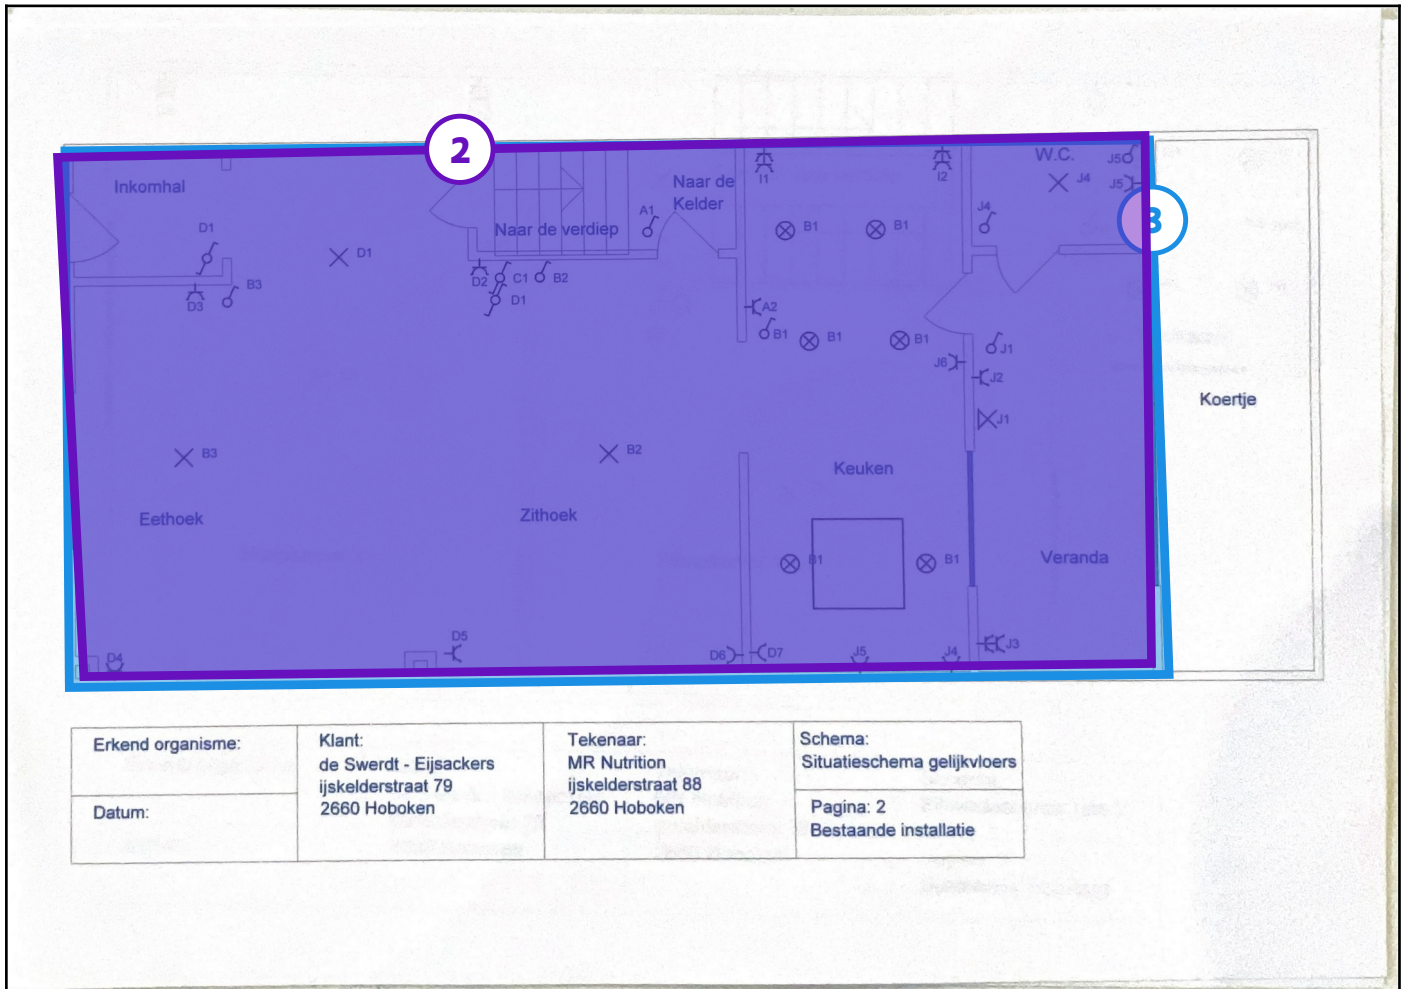 2
W.C.
J5
J4
J5
3
Inkomhal
Naar de
Kelder
I1
I2
A1
J4
D1
Naar de verdiep
B1
B1
D1
D2
C1
B2
D1
B3
D3
A2
B1
B1
B1
J1
J6
J2
J1
Koertje
B3
B2
Keuken
Eethoek
Zithoek
B1
B1
Veranda
D4
D5
D6
D7
J5
J4
J3
Erkend organisme:
Datum:
Klant:
de Swerdt - Eijsackers
ijskelderstraat 79
2660 Hoboken
Tekenaar:
MR Nutrition
ijskelderstraat 88
2660 Hoboken
Schema:
Situatieschema gelijkvloers
Pagina: 2
Bestaande installatie